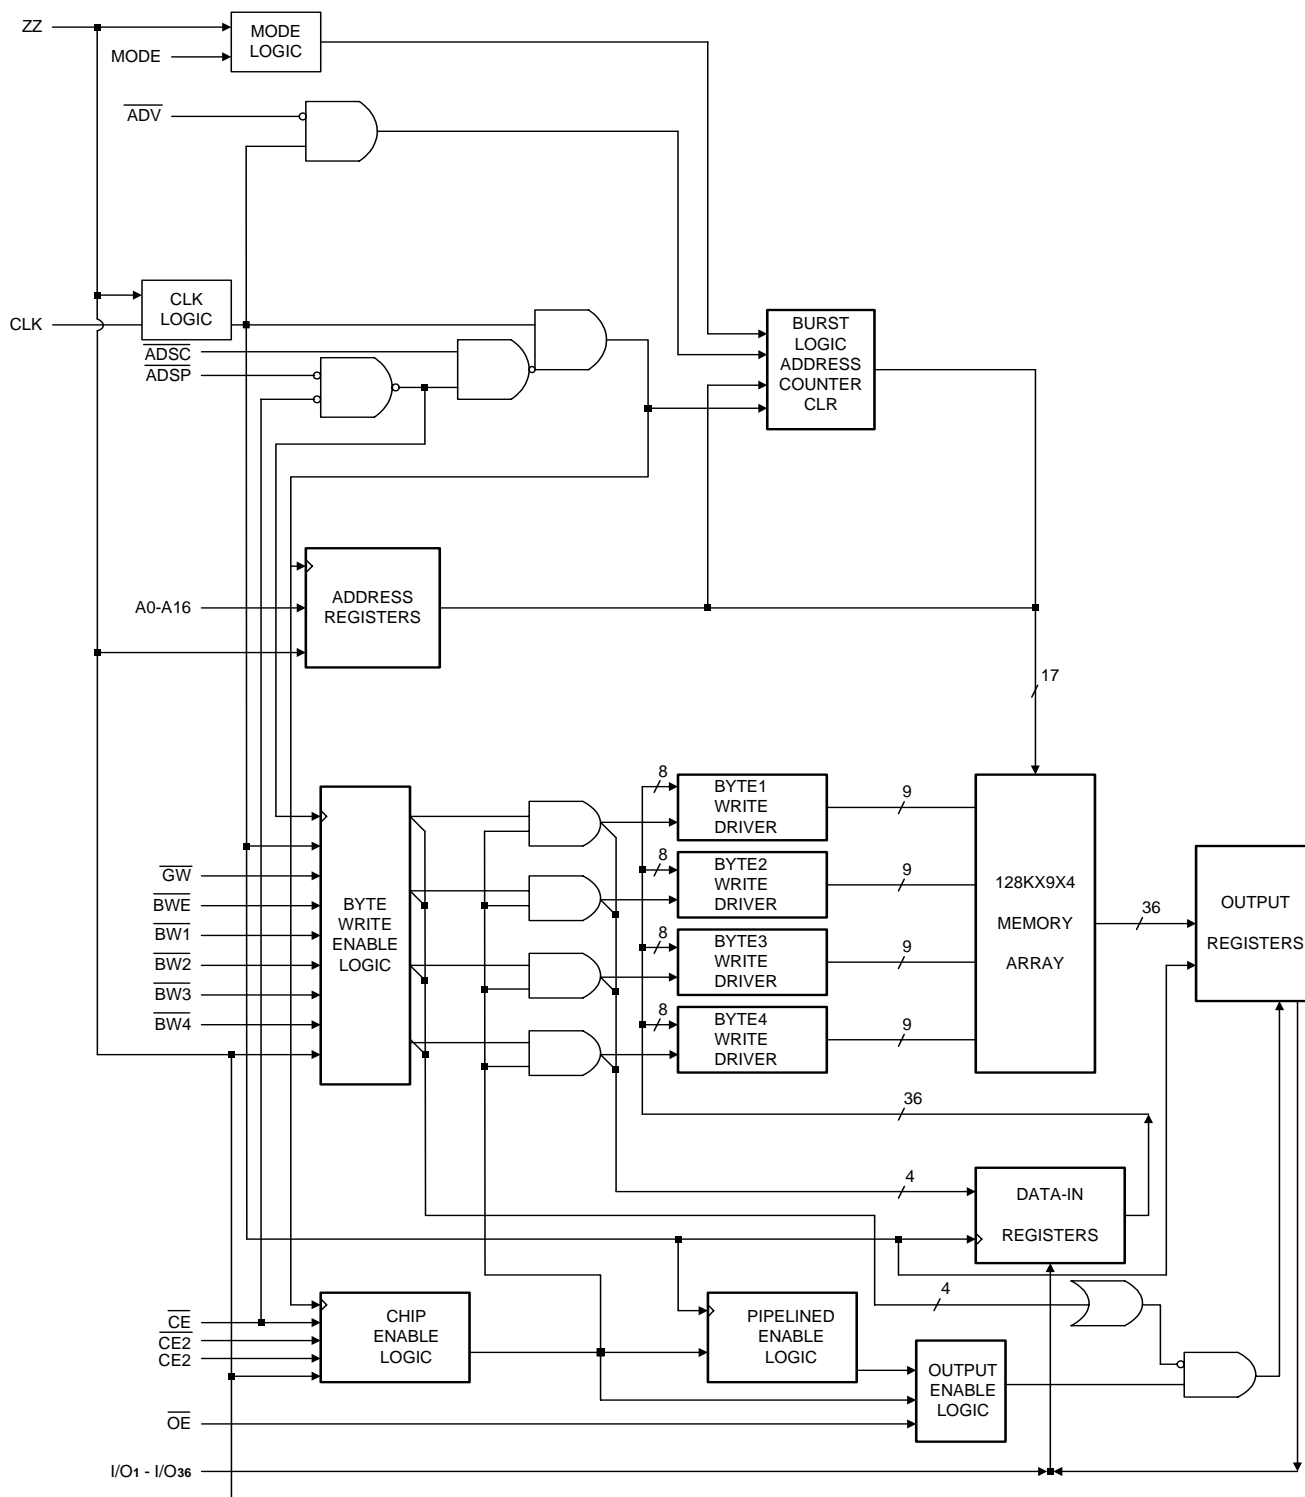 ZZ
MODE
LOGIC
MODE
ADV
CLK
LOGIC
CLK
ADSC
ADSP
BURST
LOGIC
ADDRESS
COUNTER
CLR
ADDRESS
REGISTERS
A0-A16
17
8
BYTE1
WRITE
DRIVER
9
8
BYTE2
WRITE
DRIVER
9
8
BYTE3
WRITE
DRIVER
9
8
BYTE4
WRITE
DRIVER
9
GW
BWE
BW1
BW2
BW3
BW4
BYTE
WRITE
ENABLE
LOGIC
128KX9X4
MEMORY
ARRAY
36
OUTPUT
REGISTERS
36
4
DATA-IN
REGISTERS
4
CE
CE2
CE2
CHIP
ENABLE
LOGIC
PIPELINED
ENABLE
LOGIC
OUTPUT
ENABLE
LOGIC
OE
I/O1 - I/O36